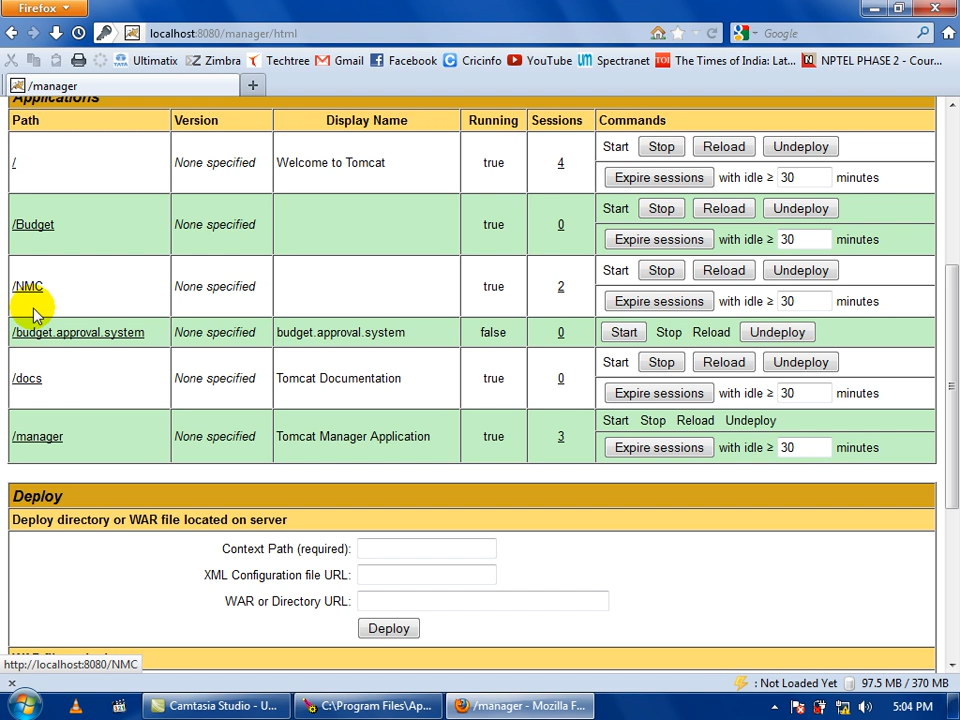 Firefox
localhost:8080/manager/html
Google
Ultimatix Zimbra Techtree Gmail Facebook Cricinfo YouTube Spectranet The Times of India: Lat... NPTEL PHASE 2 - Cour...
/manager
Applications
Path Version Display Name Running Sessions Commands
/ None specified Welcome to Tomcat true 4 Start Stop Reload Undeploy
Expire sessions with idle ≥ 30 minutes
/Budget None specified true 0 Start Stop Reload Undeploy
Expire sessions with idle ≥ 30 minutes
/NMC None specified true 2 Start Stop Reload Undeploy
Expire sessions with idle ≥ 30 minutes
/budget.approval.system None specified budget.approval.system false 0 Start Stop Reload Undeploy
/docs None specified Tomcat Documentation true 0 Start Stop Reload Undeploy
Expire sessions with idle ≥ 30 minutes
/manager None specified Tomcat Manager Application true 3 Start Stop Reload Undeploy
Expire sessions with idle ≥ 30 minutes
Deploy
Deploy directory or WAR file located on server
Context Path (required):
XML Configuration file URL:
WAR or Directory URL:
Deploy
http://localhost:8080/NMC
: Not Loaded Yet 97.5 MB / 370 MB
Camtasia Studio - U... C:\Program Files\Ap... /manager - Mozilla F... 5:04 PM